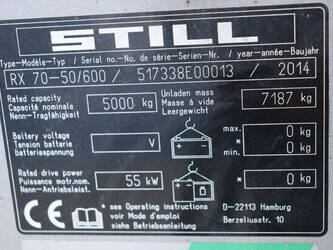 STILL
Type-Modèle-Typ / Serial no.-No. de série-Serien-Nr. / year-année-Baujahr
RX 70-50/600 / 517338E00013 / 2014
Rated capacity
Capacité nominale
Nenn-Tragfähigkeit
5000 kg
Unladen mass
Masse à vide
Leergewicht
7187 kg
Battery voltage
Tension batterie
Batteriespannung
V
max.
* 0 kg
min.
* 0 kg
Rated drive power
Puissance motr.nom.
Nenn-Antriebsleist.
55 kW
* 0 kg
CE
* see Operating instructions
voir Mode d'emploi
siehe Betriebsanleitung
D-22113 Hamburg
Berzeliusstr. 10